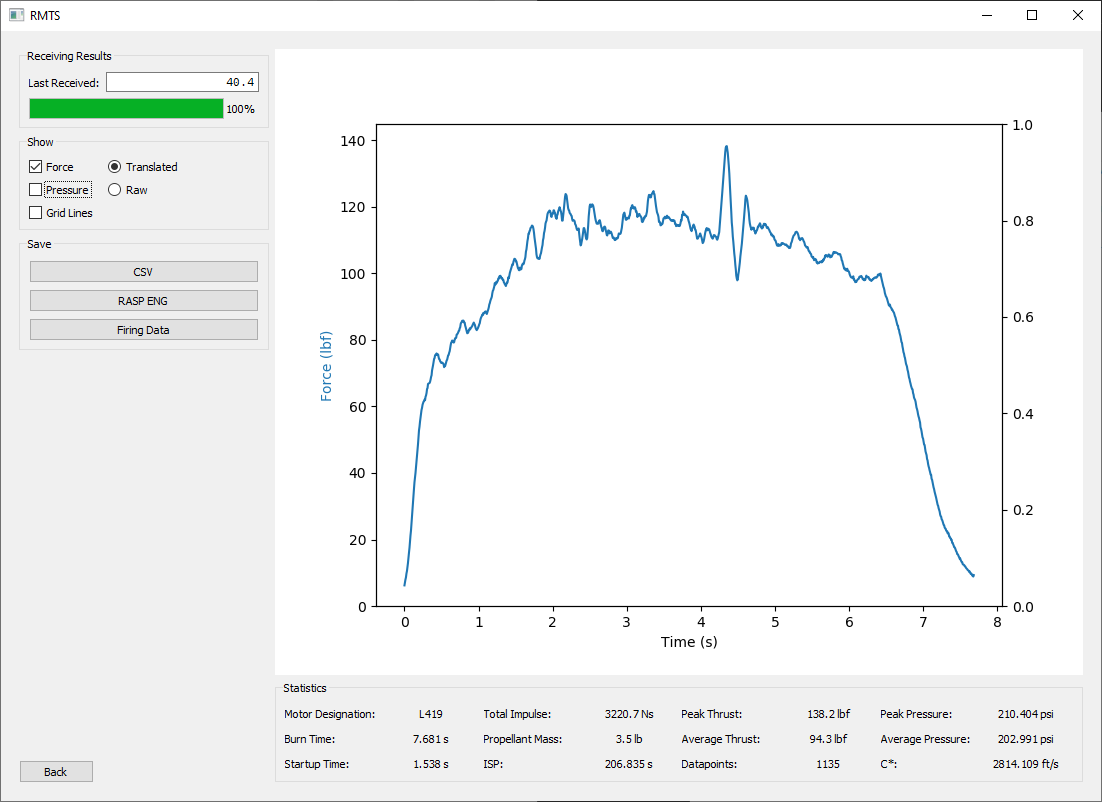 RMTS
Receiving Results
Last Received: 40.4
100%
Show
Force Translated
Pressure Raw
Grid Lines
Save
CSV
RASP ENG
Firing Data
Back
140
120
100
80
60
40
20
0
Force (lbf)
1.0
0.8
0.6
0.4
0.2
0.0
0 1 2 3 4 5 6 7 8
Time (s)
Statistics
Motor Designation: L419 Total Impulse: 3220.7 Ns Peak Thrust: 138.2 lbf Peak Pressure: 210.404 psi
Burn Time: 7.681 s Propellant Mass: 3.5 lb Average Thrust: 94.3 lbf Average Pressure: 202.991 psi
Startup Time: 1.538 s ISP: 206.835 s Datapoints: 1135 C*: 2814.109 ft/s